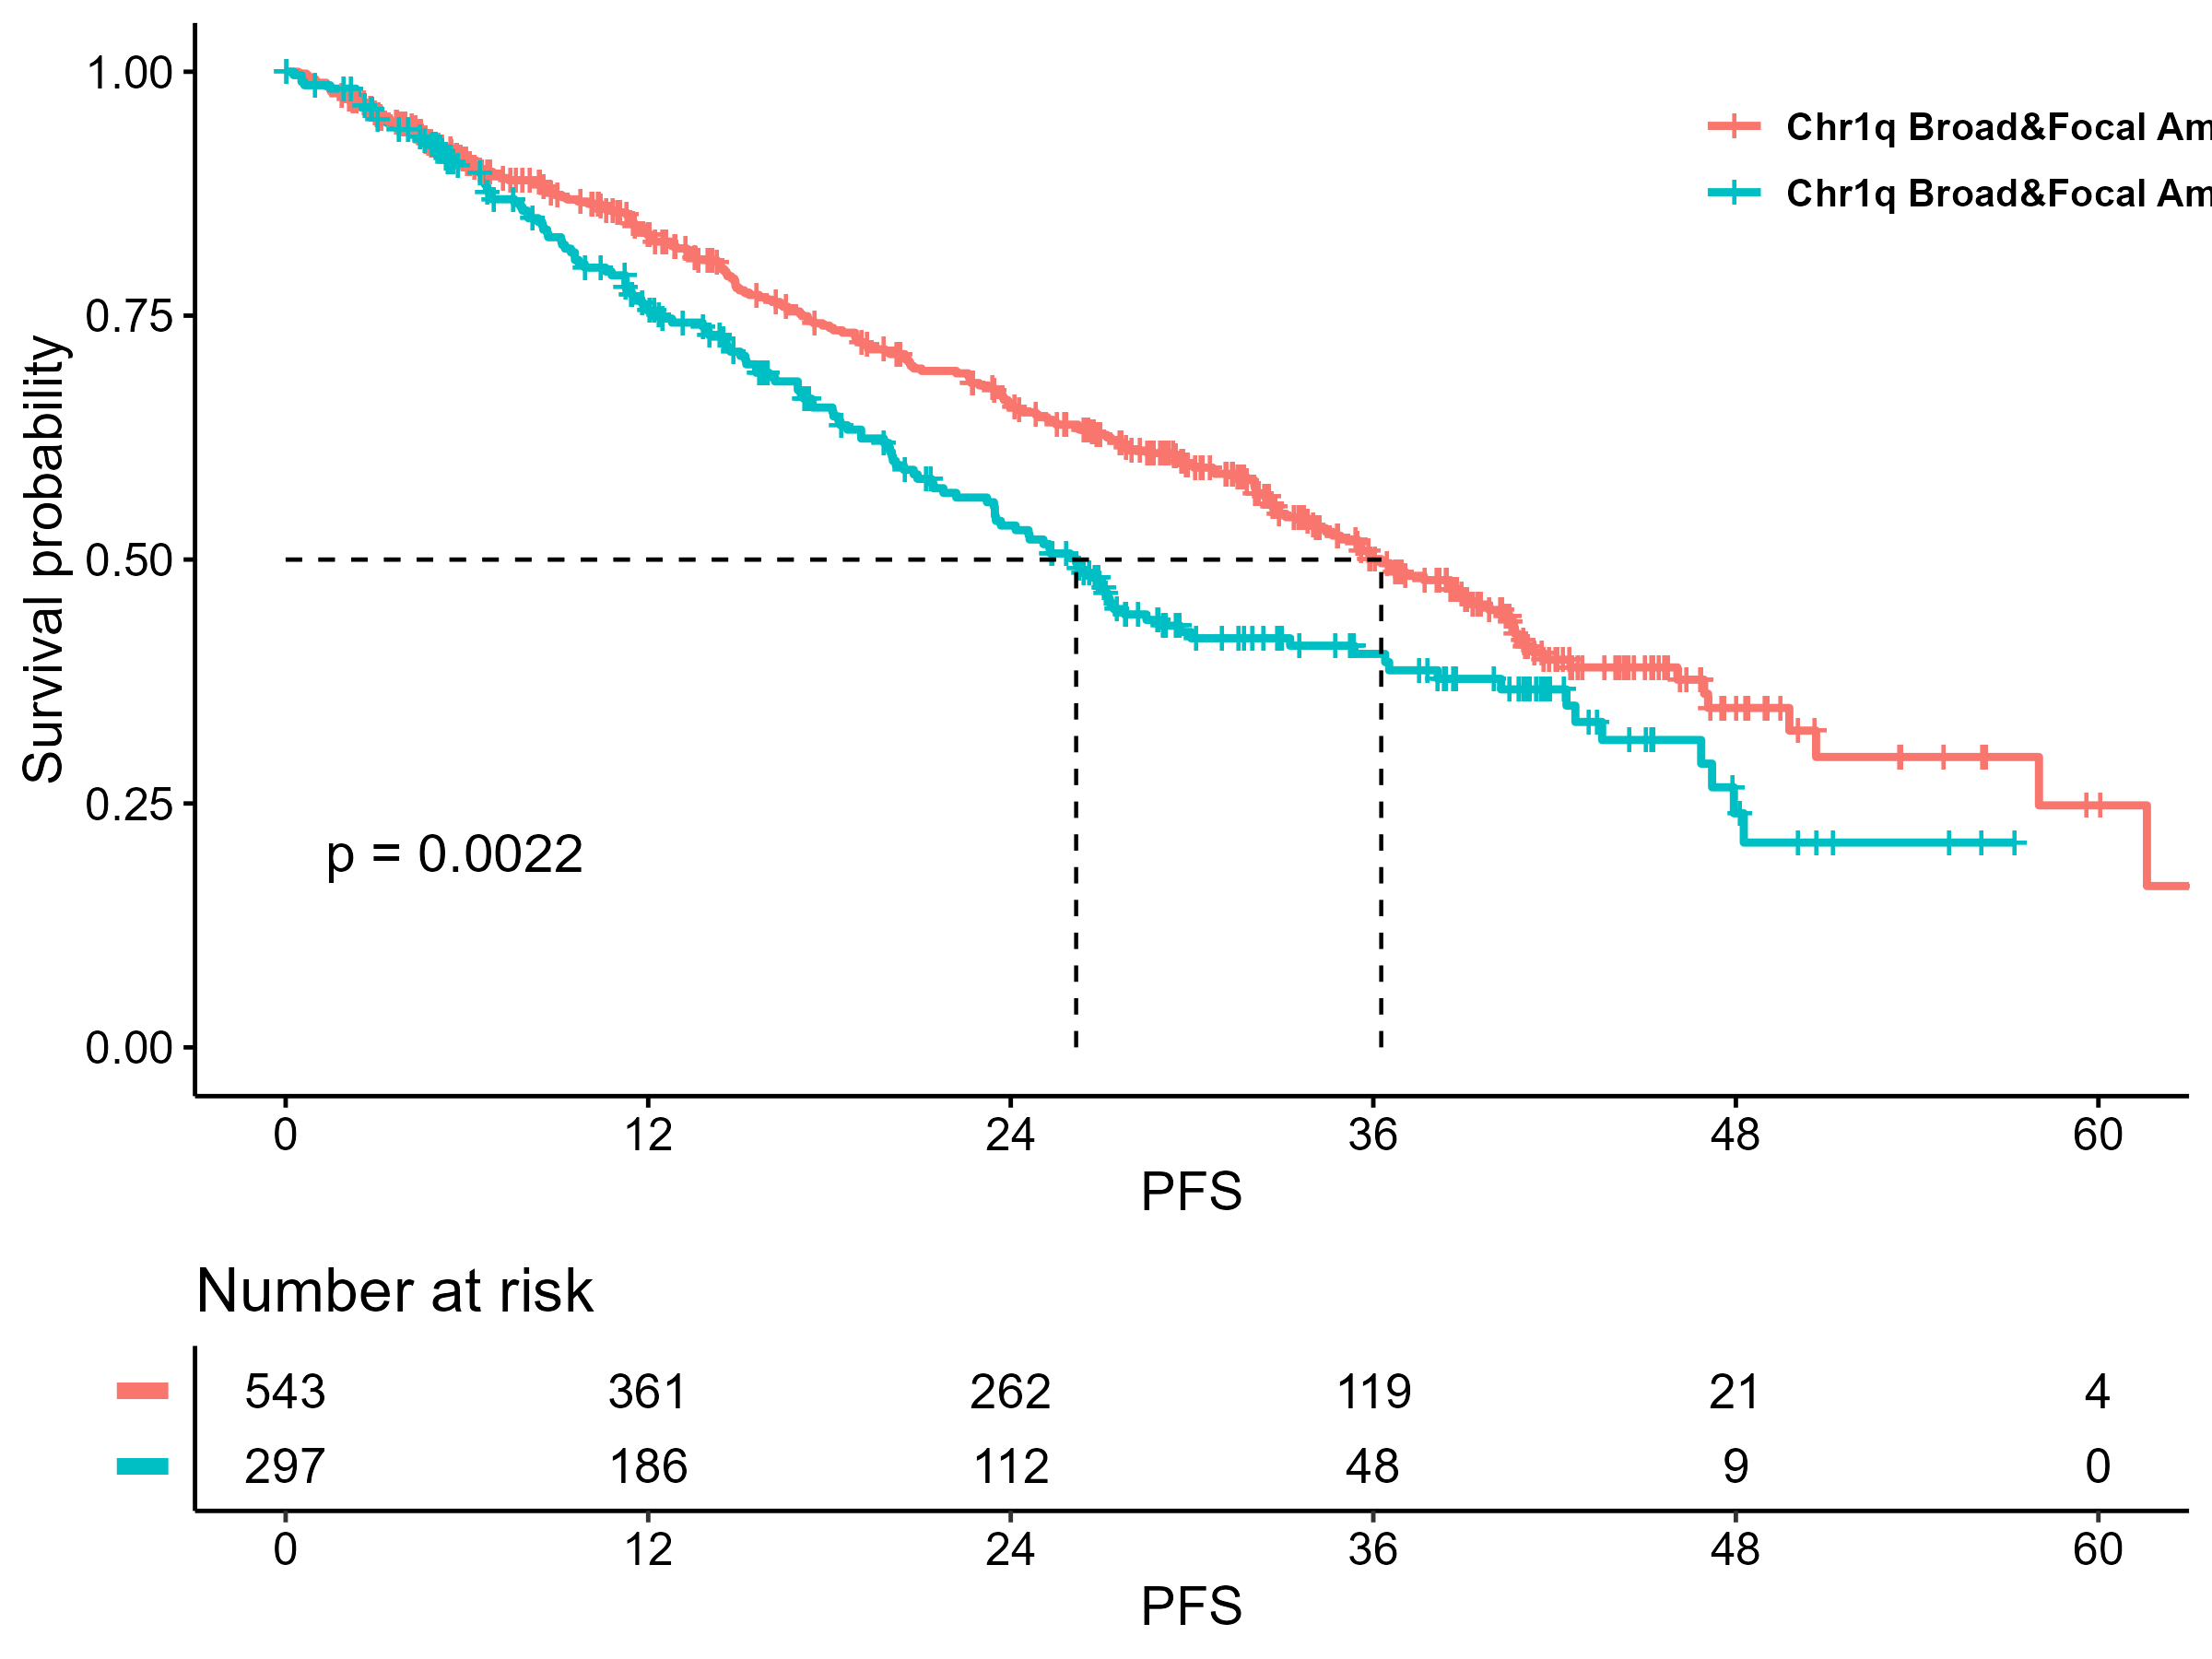 1.00
Chr1q Broad&Focal Am
Chr1q Broad&Focal Am
0.75
Survival probability
0.50
0.25
p = 0.0022
0.00
0 12 24 36 48 60
PFS
Number at risk
543 361 262 119 21 4
297 186 112 48 9 0
0 12 24 36 48 60
PFS